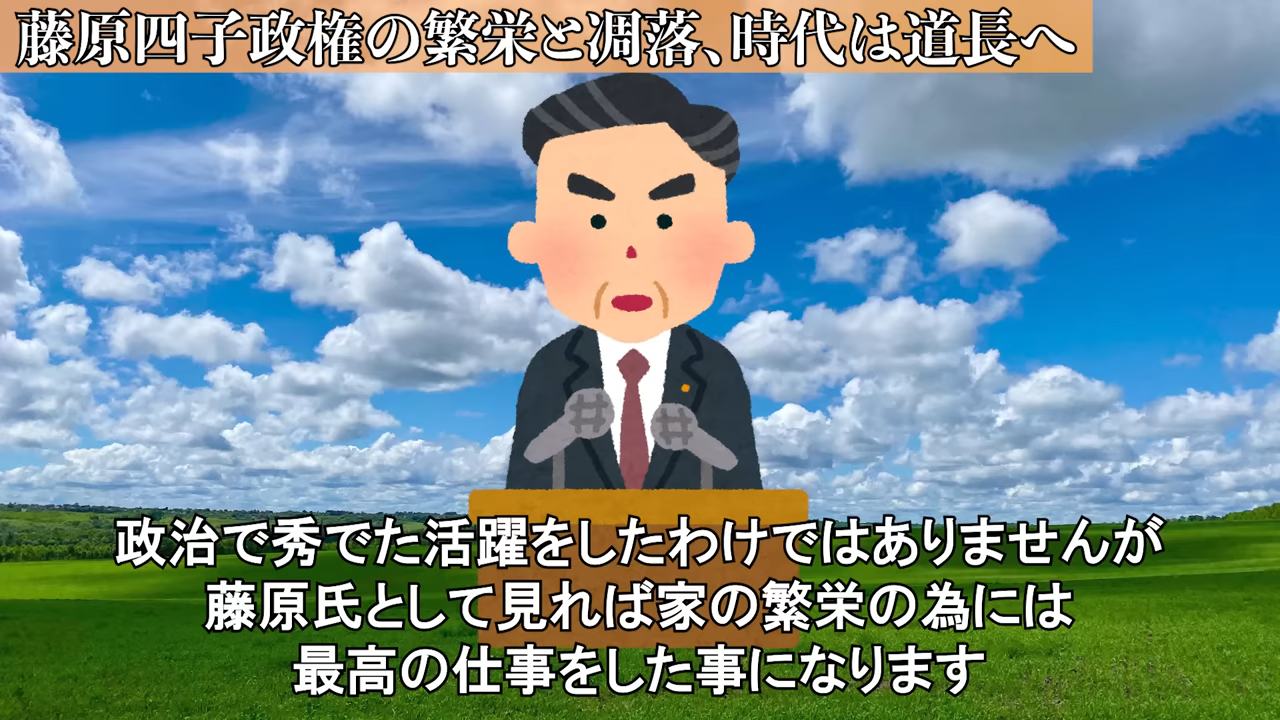 藤原四子政権の繁栄と凋落、時代は道長へ
政治で秀でた活躍をしたわけではありませんが
藤原氏として見れば家の繁栄の為には
最高の仕事をした事になります